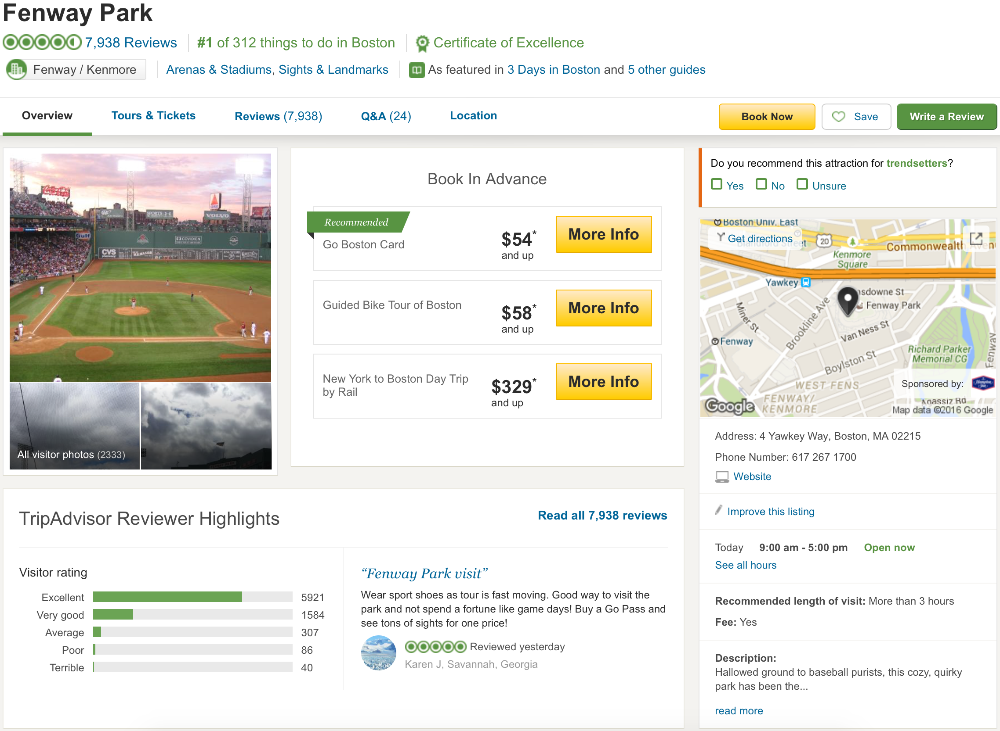 Fenway Park
7,938 Reviews
#1 of 312 things to do in Boston
Certificate of Excellence
Fenway / Kenmore
Arenas & Stadiums, Sights & Landmarks
As featured in 3 Days in Boston and 5 other guides
Overview
Tours & Tickets
Reviews (7,938)
Q&A (24)
Location
Book Now
Save
Write a Review
Coca-Cola
CITGO
SPORTS
VOLVO
Gulf
COVIDIEN
CVS
pharmacy
All visitor photos (2333)
Book In Advance
Recommended
Go Boston Card
$54*
and up
More Info
Guided Bike Tour of Boston
$58*
and up
More Info
New York to Boston Day Trip
by Rail
$329*
and up
More Info
Do you recommend this attraction for trendsetters?
Yes
No
Unsure
Boston Univ. East
Get directions
20
Commonwealth
Kenmore
Square
Yawkey
nsdowne St
Fenway Park
Miner St
Brookline Ave
Van Ness St
Fenway
Richard Parker
Memorial CG
Fenway
Boylston St
WEST FENS
Sponsored by:
FENWAY/
KENMORE
Google
Map data ©2016 Google
Address: 4 Yawkey Way, Boston, MA 02215
Phone Number: 617 267 1700
Website
Improve this listing
Today 9:00 am - 5:00 pm Open now
See all hours
Recommended length of visit: More than 3 hours
Fee: Yes
Description:
Hallowed ground to baseball purists, this cozy, quirky
park has been the...
read more
TripAdvisor Reviewer Highlights
Read all 7,938 reviews
Visitor rating
Excellent 5921
Very good 1584
Average 307
Poor 86
Terrible 40
“Fenway Park visit”
Wear sport shoes as tour is fast moving. Good way to visit the
park and not spend a fortune like game days! Buy a Go Pass and
see tons of sights for one price!
Reviewed yesterday
Karen J, Savannah, Georgia